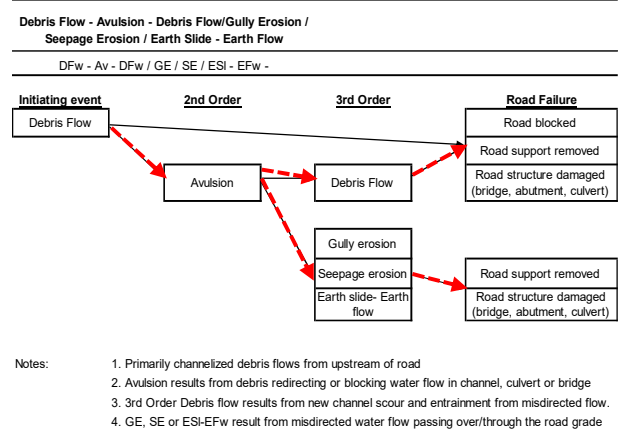 Debris Flow - Avulsion - Debris Flow/Gully Erosion /
Seepage Erosion / Earth Slide - Earth Flow
DFw - Av - DFw / GE / SE / ESl - EFw -
Initiating event 2nd Order 3rd Order Road Failure
Debris Flow Road blocked
Road support removed
Avulsion Debris Flow Road structure damaged
(bridge, abutment, culvert)
Gully erosion
Seepage erosion Road support removed
Earth slide- Earth Road structure damaged
flow (bridge, abutment, culvert)
Notes: 1. Primarily channelized debris flows from upstream of road
2. Avulsion results from debris redirecting or blocking water flow in channel, culvert or bridge
3. 3rd Order Debris flow results from new channel scour and entrainment from misdirected flow.
4. GE, SE or ESl-EFw result from misdirected water flow passing over/through the road grade